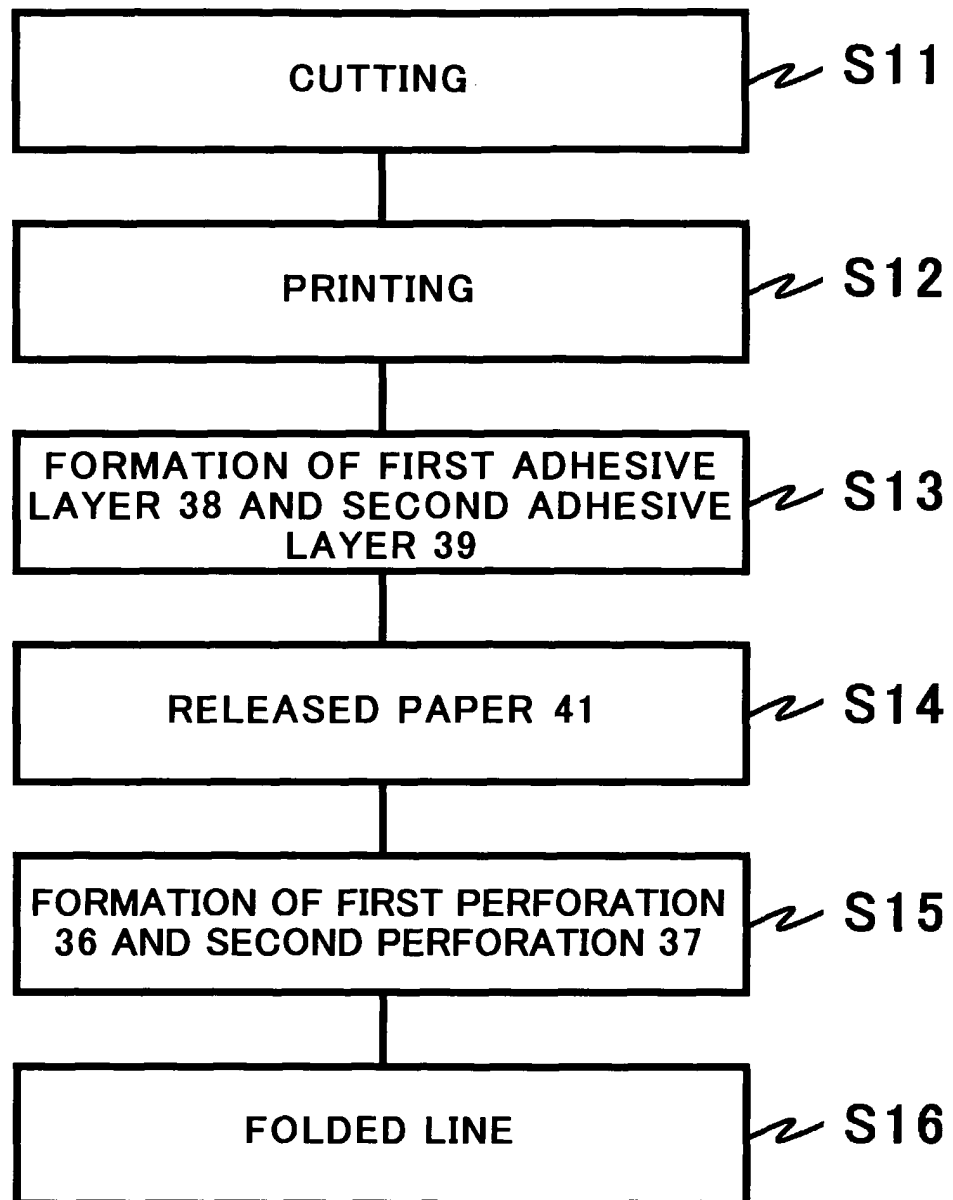 CUTTING
S11
PRINTING
S12
FORMATION OF FIRST ADHESIVE
LAYER 38 AND SECOND ADHESIVE
LAYER 39
S13
RELEASED PAPER 41
S14
FORMATION OF FIRST PERFORATION
36 AND SECOND PERFORATION 37
S15
FOLDED LINE
S16